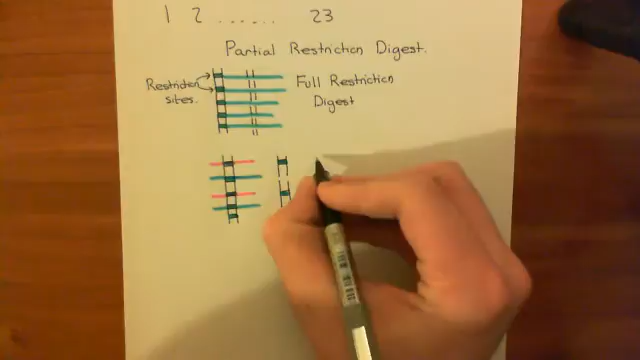 1 2 ....... 23
Partial Restriction Digest.
Restriction
sites.
Full Restriction
Digest